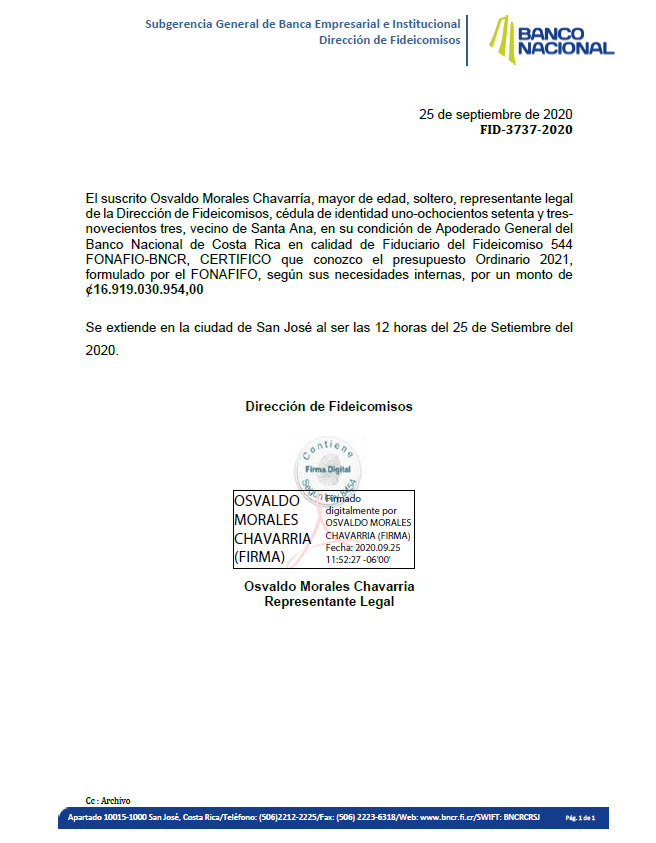 Subgerencia General de Banca Empresarial e Institucional
Dirección de Fideicomisos
BANCO
NACIONAL
25 de septiembre de 2020
FID-3737-2020
El suscrito Osvaldo Morales Chavarría, mayor de edad, soltero, representante legal
de la Dirección de Fideicomisos, cédula de identidad uno-ochocientos setenta y tres-
novecientos tres, vecino de Santa Ana, en su condición de Apoderado General del
Banco Nacional de Costa Rica en calidad de Fiduciario del Fideicomiso 544
FONAFIO-BNCR, CERTIFICO que conozco el presupuesto Ordinario 2021,
formulado por el FONAFIFO, según sus necesidades internas, por un monto de
¢16.919.030.954,00
Se extiende en la ciudad de San José al ser las 12 horas del 25 de Setiembre del
2020.
Dirección de Fideicomisos
Contiene
Firma Digital
8454
OSVALDO
MORALES
CHAVARRIA
(FIRMA)
Firmado
digitalmente por
OSVALDO MORALES
CHAVARRIA (FIRMA)
Fecha: 2020.09.25
11:52:27 -06'00'
Osvaldo Morales Chavarria
Representante Legal
Cc : Archivo
Apartado 10015-1000 San José, Costa Rica/Teléfono: (506)2212-2225/Fax: (506) 2223-6318/Web: www.bncr.fi.cr/SWIFT: BNCRCRSJ
Pág. 1 de 1